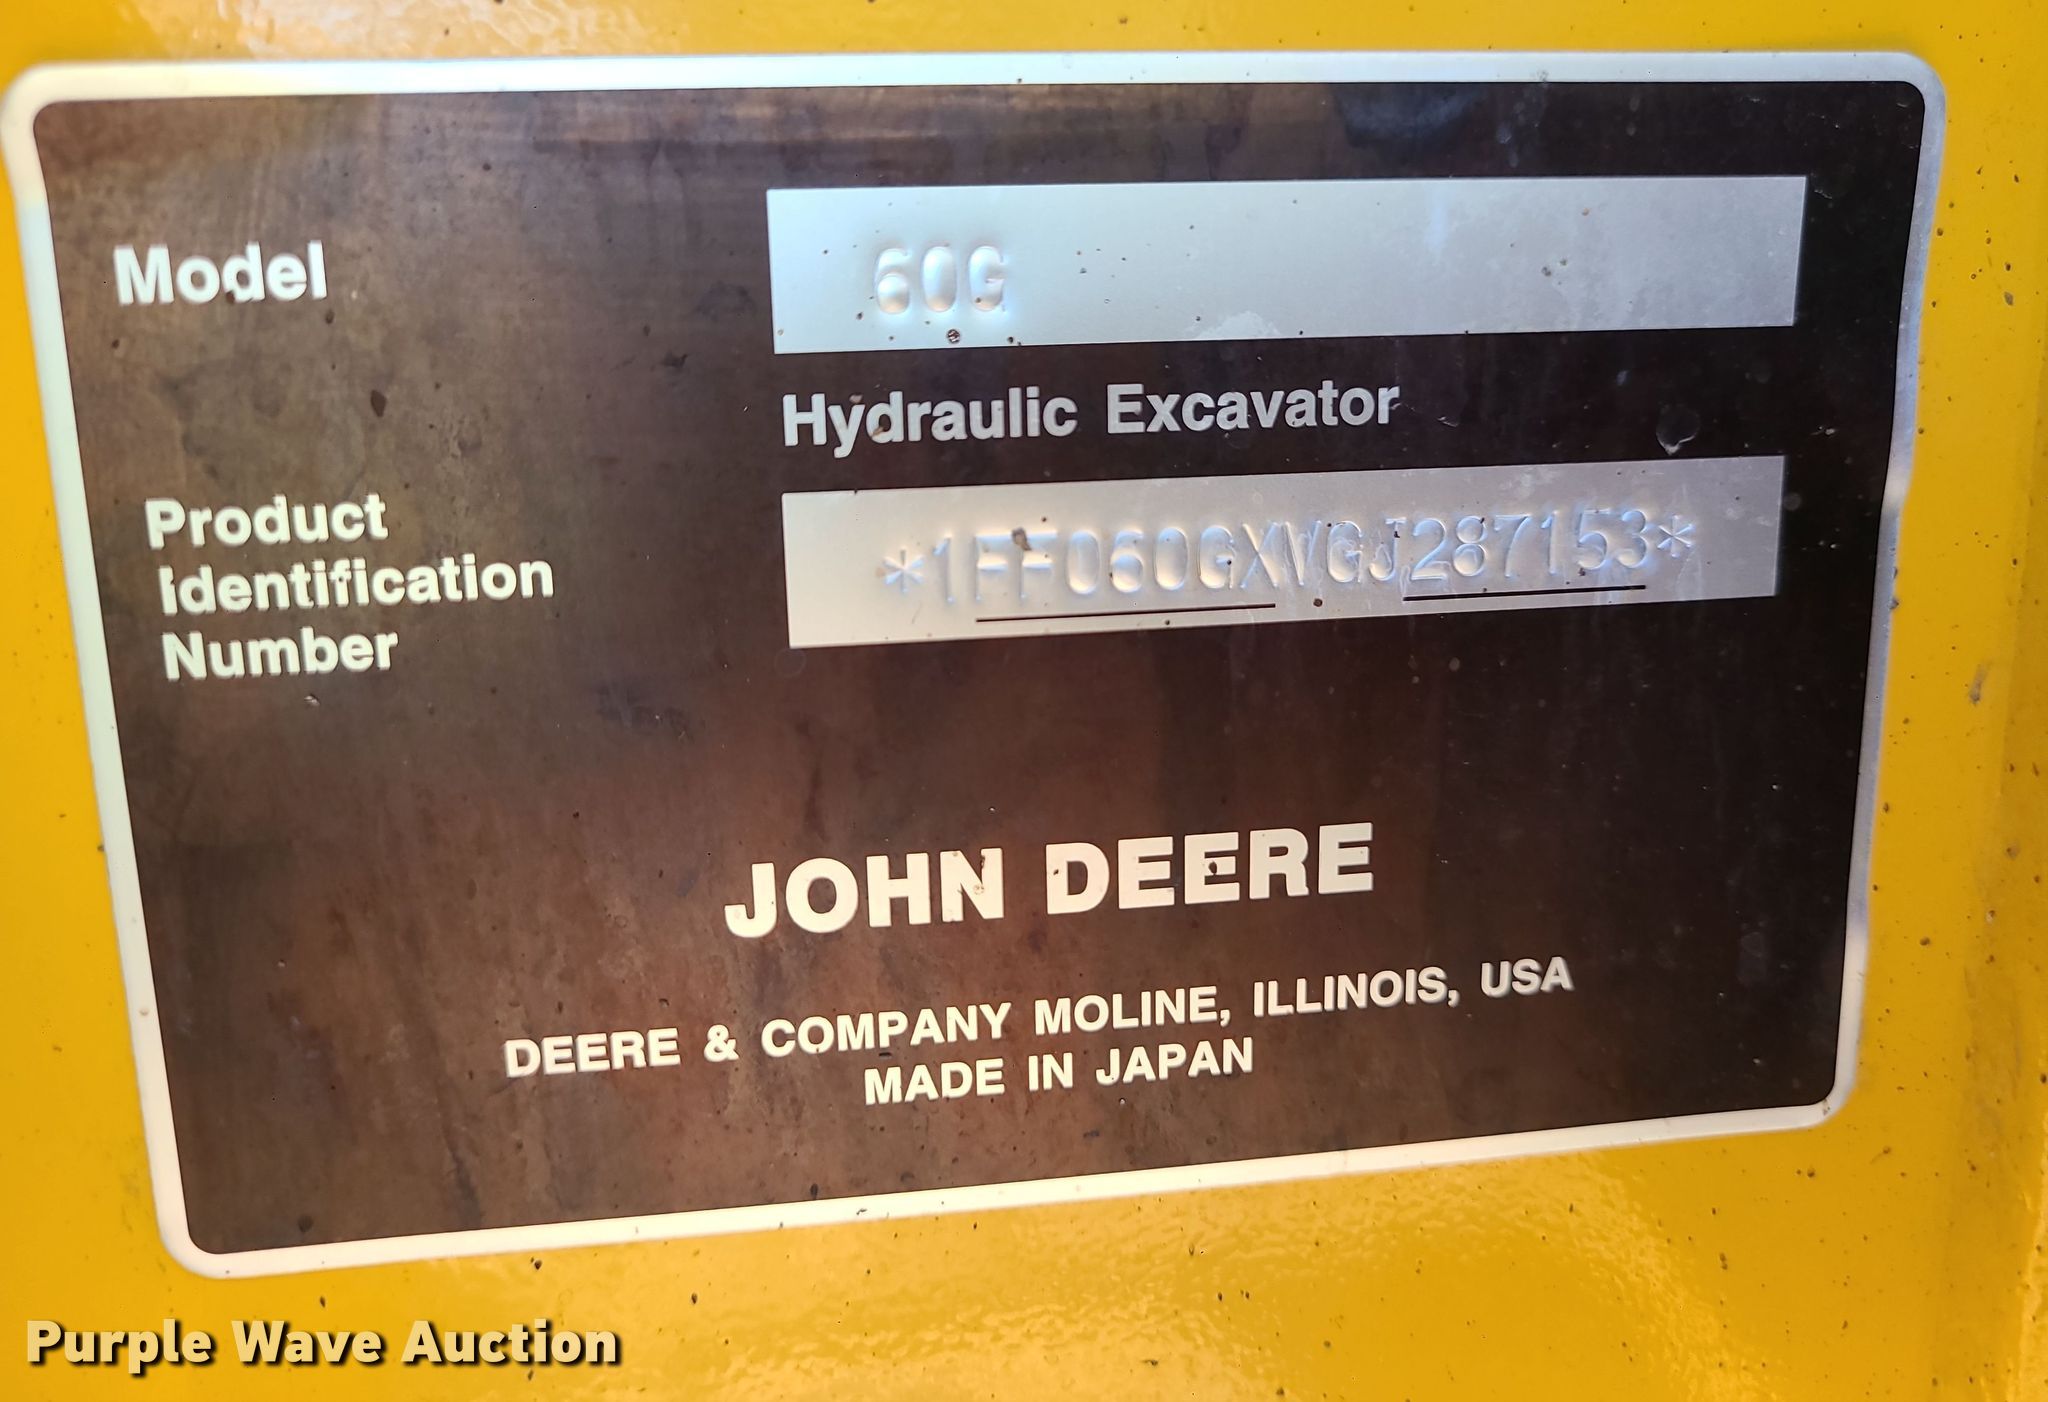 Model
60G
Hydraulic Excavator
Product
Identification
Number
*1FF060GXVGJ287153*
JOHN DEERE
DEERE & COMPANY MOLINE, ILLINOIS, USA
MADE IN JAPAN
Purple Wave Auction